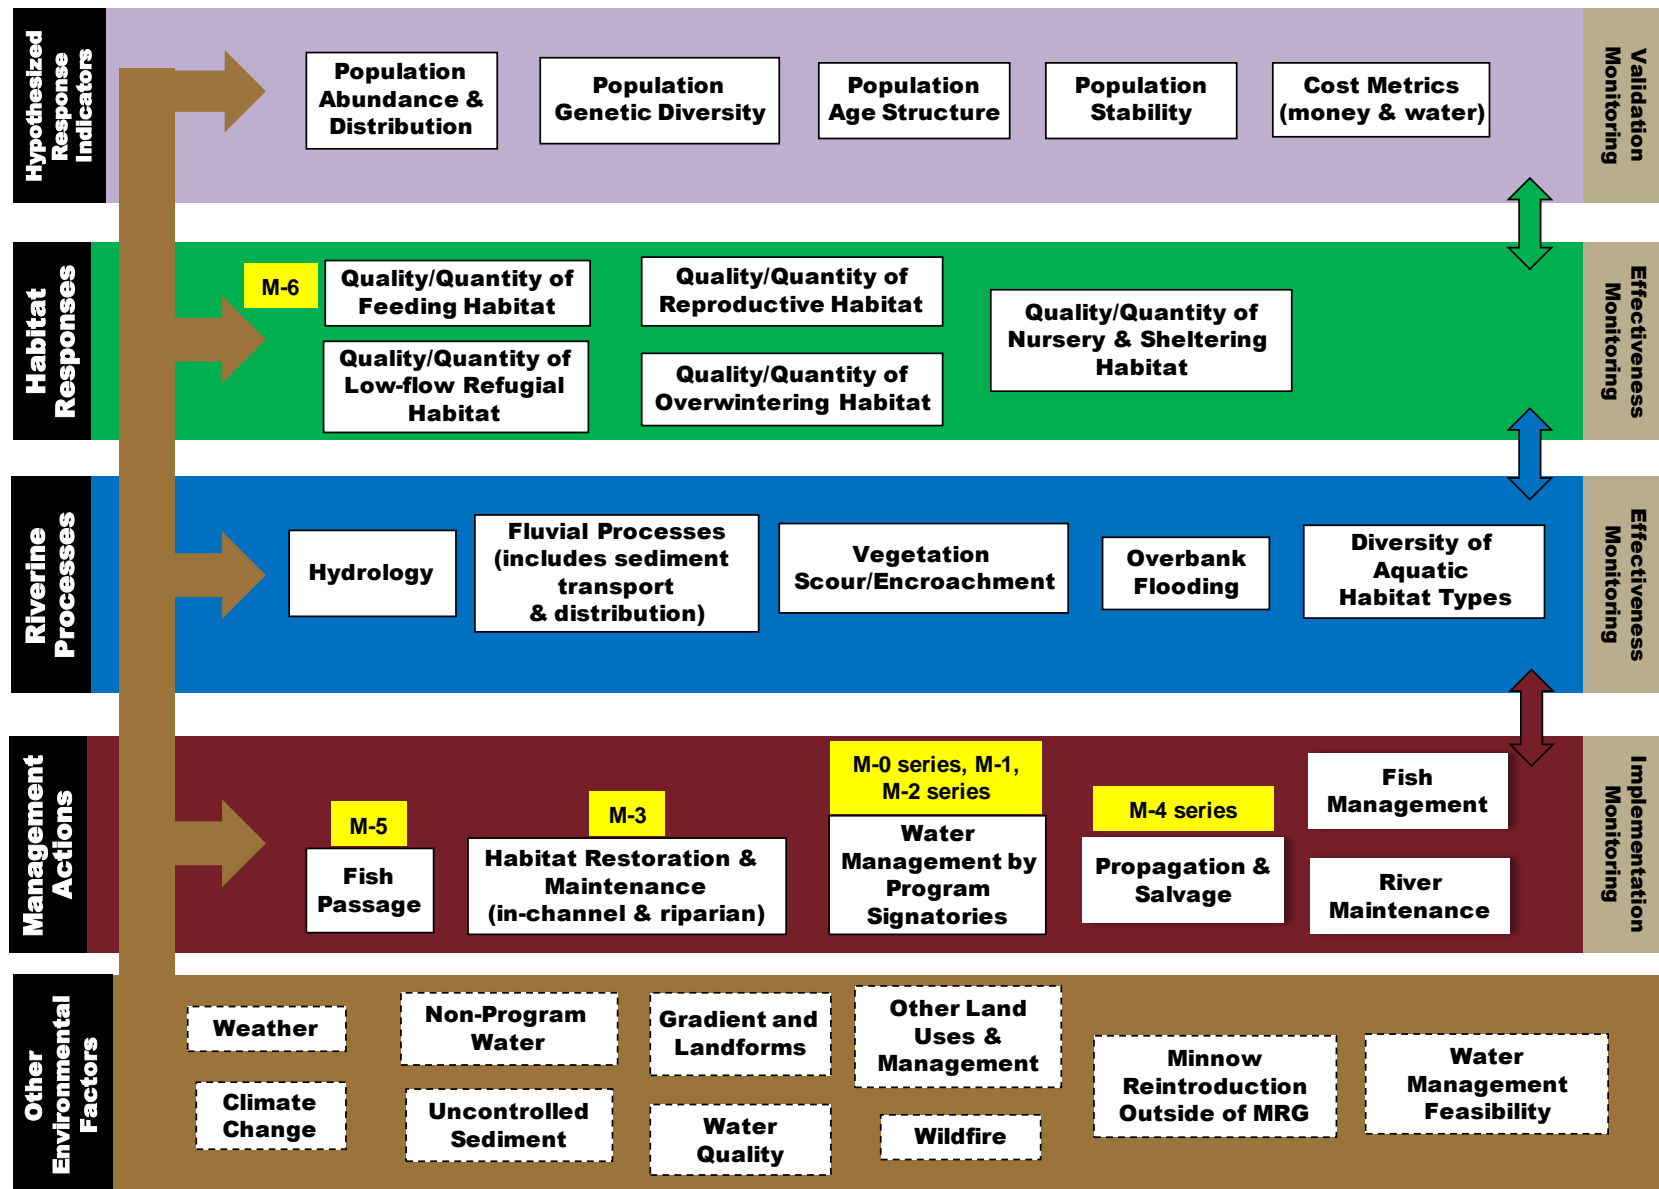 Hypothesized
Response
Indicators
Population
Abundance &
Distribution
Population
Genetic Diversity
Population
Age Structure
Population
Stability
Cost Metrics
(money & water)
Validation
Monitoring
Habitat
Responses
M-6
Quality/Quantity of
Feeding Habitat
Quality/Quantity of
Reproductive Habitat
Quality/Quantity of
Nursery & Sheltering
Habitat
Quality/Quantity of
Low-flow Refugial
Habitat
Quality/Quantity of
Overwintering Habitat
Effectiveness
Monitoring
Riverine
Processes
Hydrology
Fluvial Processes
(includes sediment
transport
& distribution)
Vegetation
Scour/Encroachment
Overbank
Flooding
Diversity of
Aquatic
Habitat Types
Effectiveness
Monitoring
Management
Actions
M-5
Fish
Passage
M-3
Habitat Restoration &
Maintenance
(in-channel & riparian)
M-0 series, M-1,
M-2 series
Water
Management by
Program
Signatories
M-4 series
Propagation &
Salvage
Fish
Management
River
Maintenance
Implementation
Monitoring
Other
Environmental
Factors
Weather
Non-Program
Water
Gradient and
Landforms
Other Land
Uses &
Management
Minnow
Reintroduction
Outside of MRG
Water
Management
Feasibility
Climate
Change
Uncontrolled
Sediment
Water
Quality
Wildfire